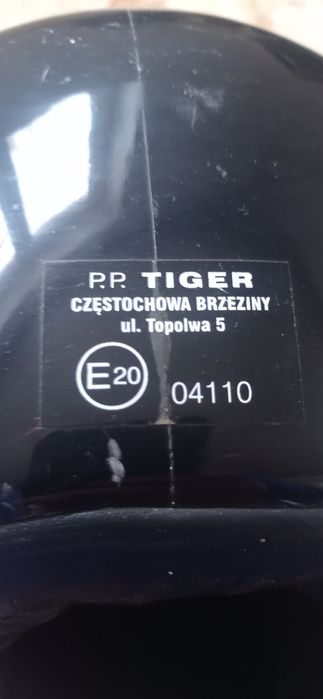 P.P. TIGER
CZĘSTOCHOWA BRZEZINY
ul. Topolwa 5
E20 04110